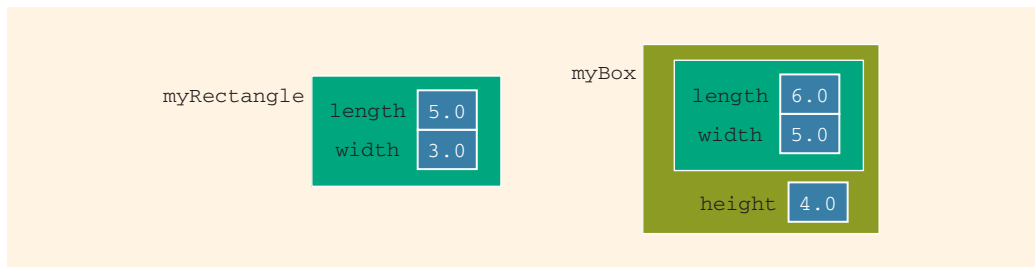 myRectangle
length 5.0
width 3.0
myBox
length 6.0
width 5.0
height 4.0